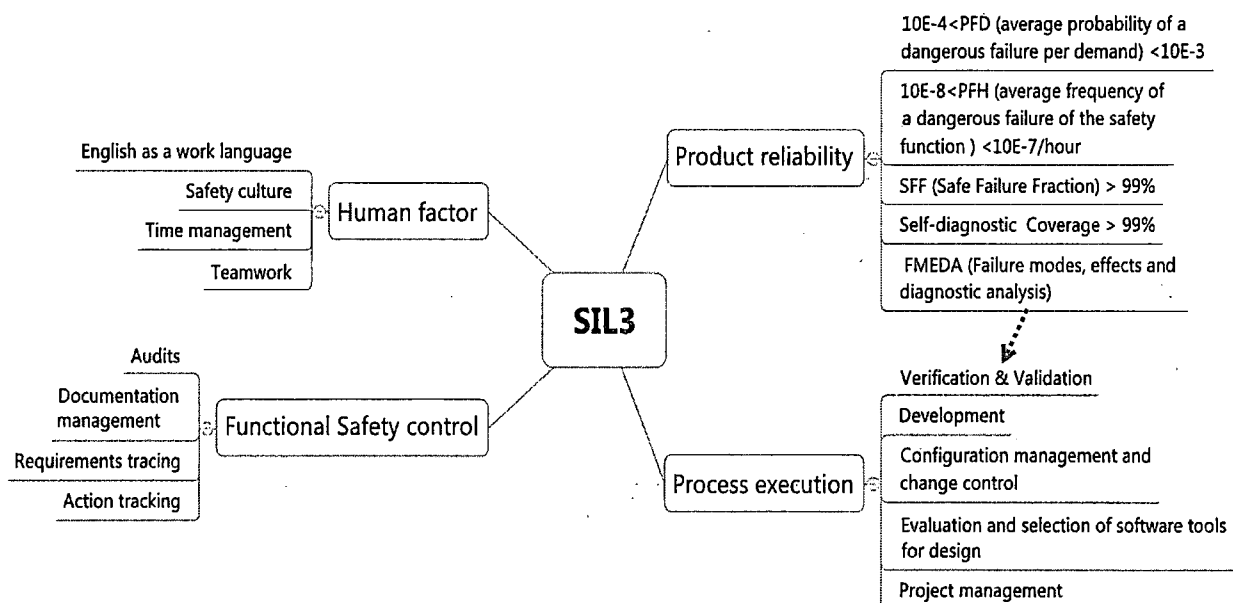 10E-4<PFD (average probability of a
dangerous failure per demand) <10E-3
10E-8<PFH (average frequency of
a dangerous failure of the safety
function ) <10E-7/hour
Product reliability
SFF (Safe Failure Fraction) > 99%
Self-diagnostic Coverage > 99%
FMEDA (Failure modes, effects and
diagnostic analysis)
English as a work language
Safety culture
Human factor
Time management
Teamwork
SIL3
Audits
Documentation
management
Functional Safety control
Requirements tracing
Action tracking
Verification & Validation
Development
Configuration management and
change control
Process execution
Evaluation and selection of software tools
for design
Project management